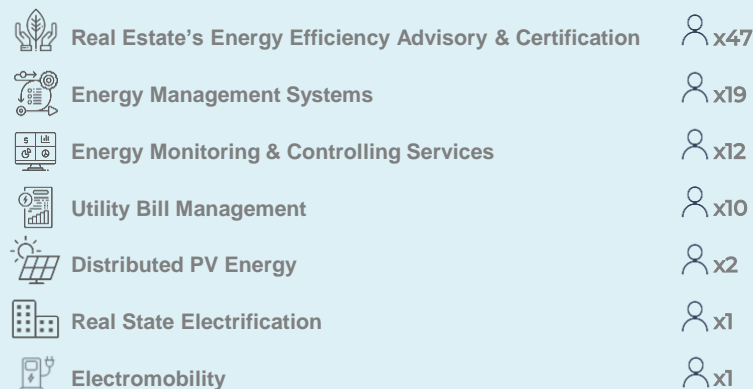 Real Estate's Energy Efficiency Advisory & Certification x47
Energy Management Systems x19
Energy Monitoring & Controlling Services x12
Utility Bill Management x10
Distributed PV Energy x2
Real State Electrification x1
Electromobility x1